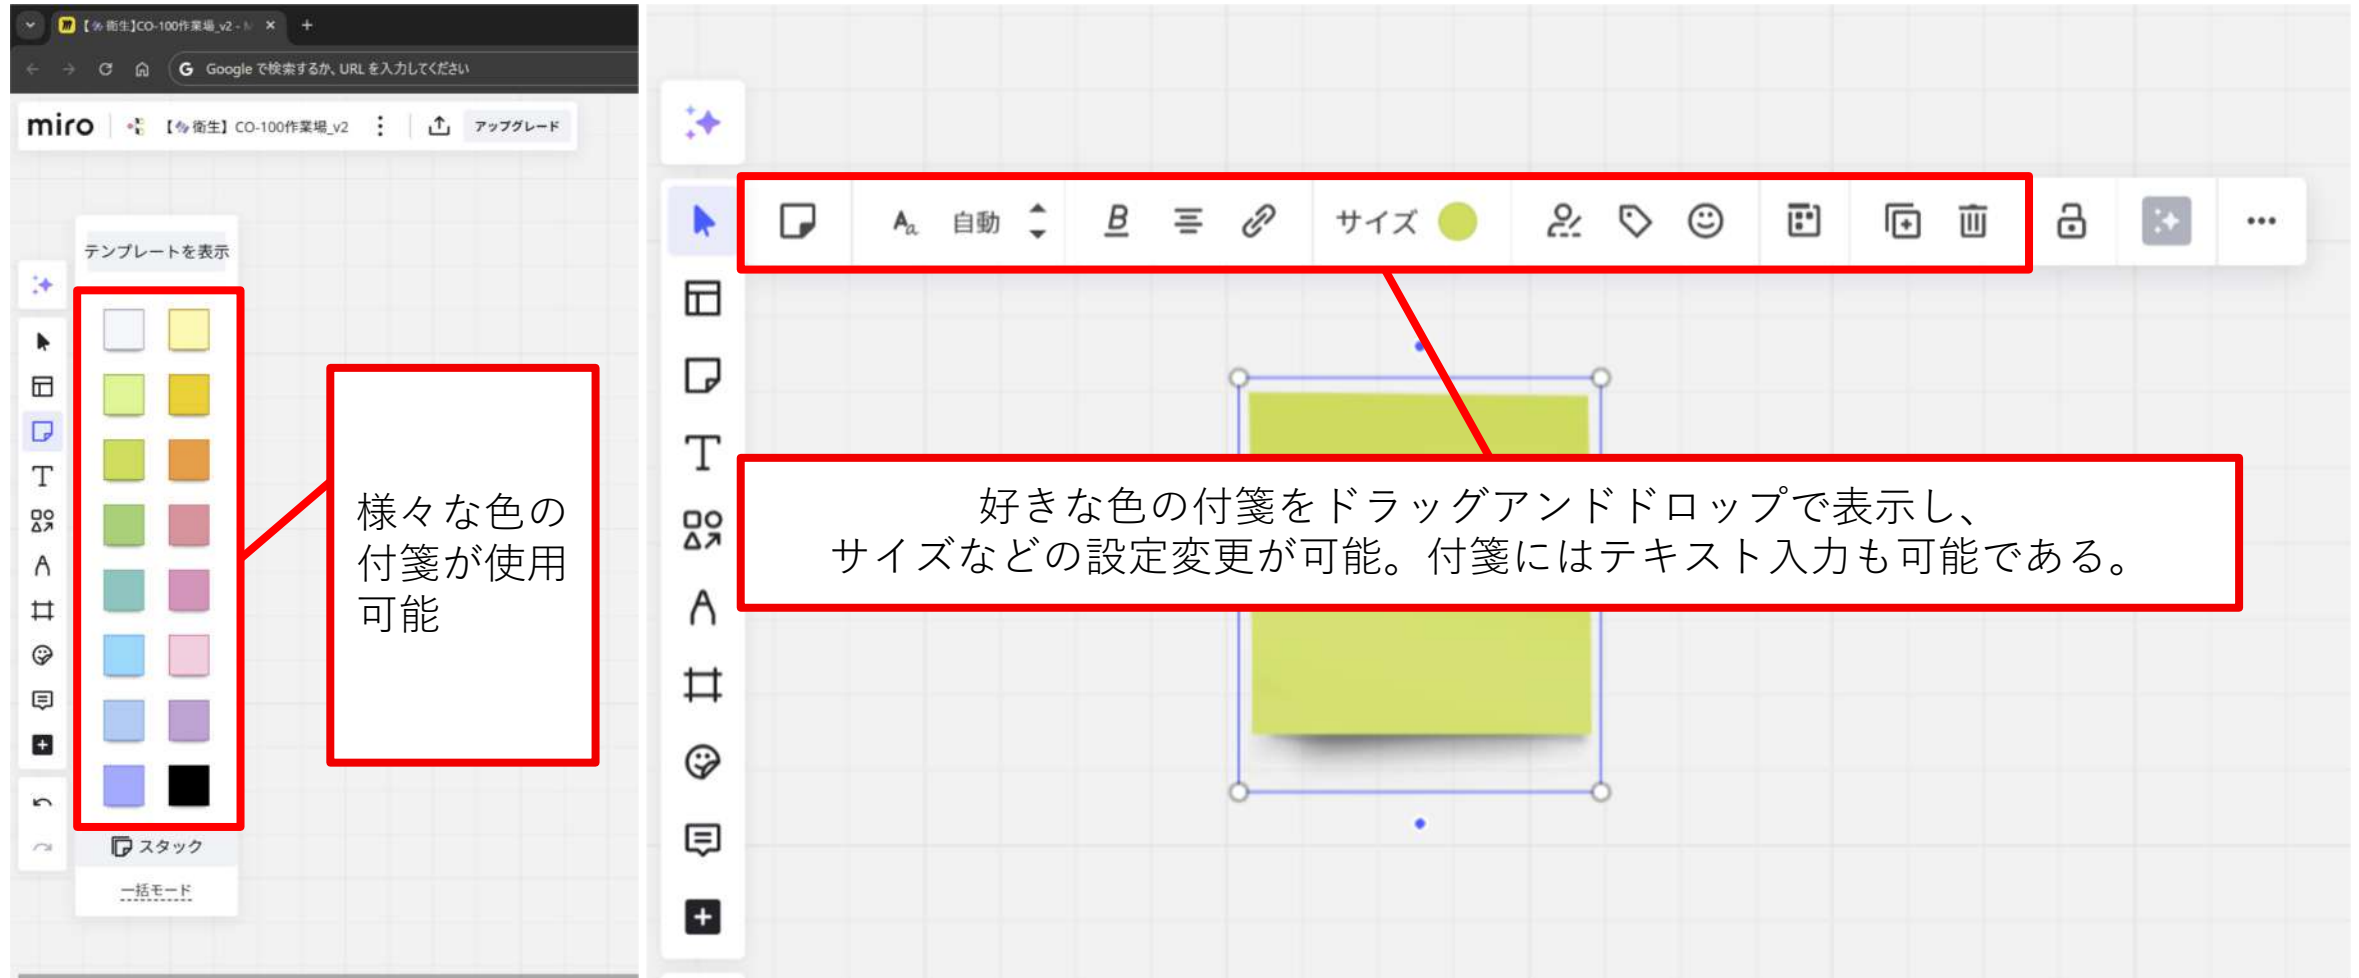 【🛰衛生】CO-100作業場_v2 - M
Google で検索するか、URL を入力してください
miro
【🛰衛生】CO-100作業場_v2
アップグレード
テンプレートを表示
様々な色の
付箋が使用
可能
スタック
一括モード
Aa
自動
B
サイズ
好きな色の付箋をドラッグアンドドロップで表示し、
サイズなどの設定変更が可能。付箋にはテキスト入力も可能である。